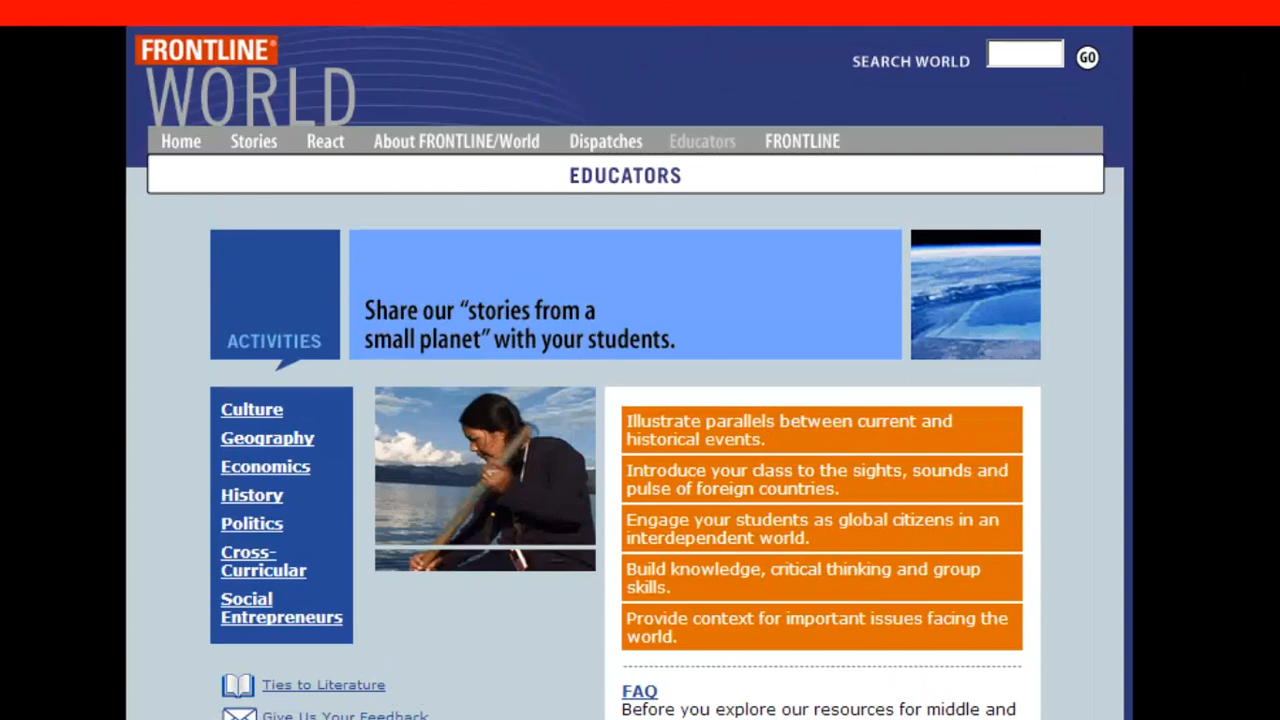 FRONTLINE®
WORLD
SEARCH WORLD
GO
Home Stories React About FRONTLINE/World Dispatches Educators FRONTLINE
EDUCATORS
ACTIVITIES
Share our “stories from a
small planet” with your students.
Culture
Geography
Economics
History
Politics
Cross-
Curricular
Social
Entrepreneurs
Ties to Literature
Give Us Your Feedback
Illustrate parallels between current and
historical events.
Introduce your class to the sights, sounds and
pulse of foreign countries.
Engage your students as global citizens in an
interdependent world.
Build knowledge, critical thinking and group
skills.
Provide context for important issues facing the
world.
FAQ
Before you explore our resources for middle and